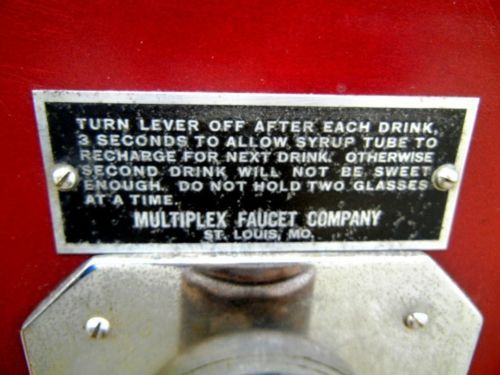 TURN LEVER OFF AFTER EACH DRINK,
3 SECONDS TO ALLOW SYRUP TUBE TO
RECHARGE FOR NEXT DRINK. OTHERWISE
SECOND DRINK WILL NOT BE SWEET
ENOUGH. DO NOT HOLD TWO GLASSES
AT A TIME.
MULTIPLEX FAUCET COMPANY
ST. LOUIS, MO.